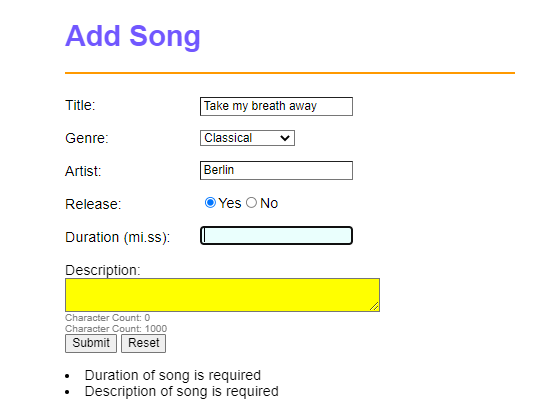 Add Song
Title: Take my breath away
Genre: Classical
Artist: Berlin
Release: Yes No
Duration (mi.ss):
Description:
Character Count: 0
Character Count: 1000
Submit Reset
• Duration of song is required
• Description of song is required